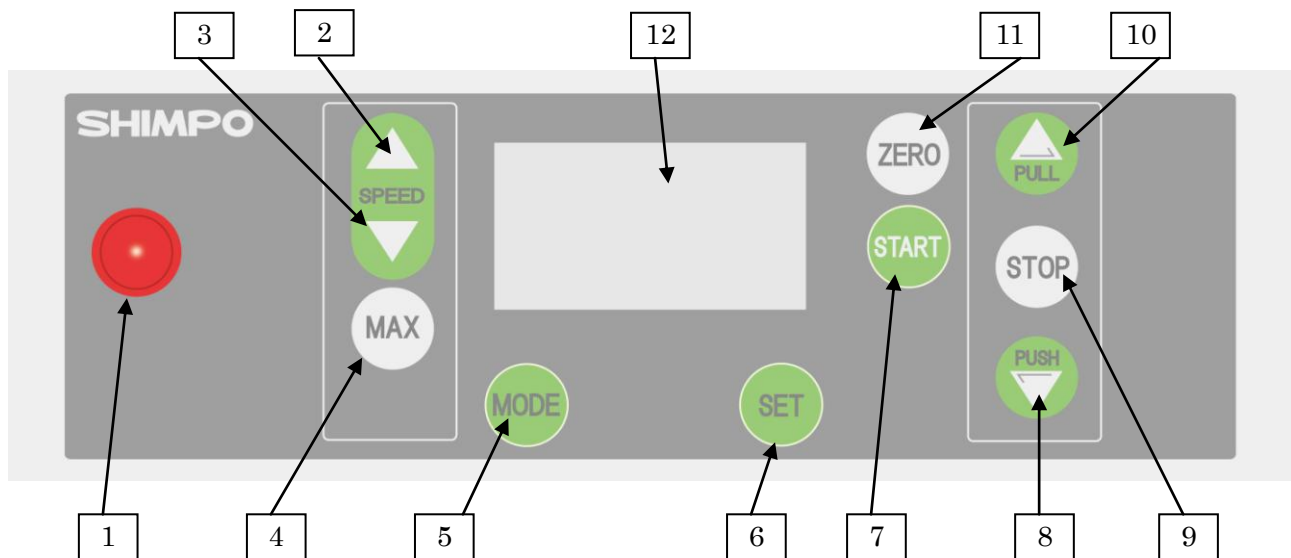 3
2
12
11
10
SHIMPO
SPEED
MAX
MODE
SET
ZERO
START
PULL
STOP
PUSH
1
4
5
6
7
8
9